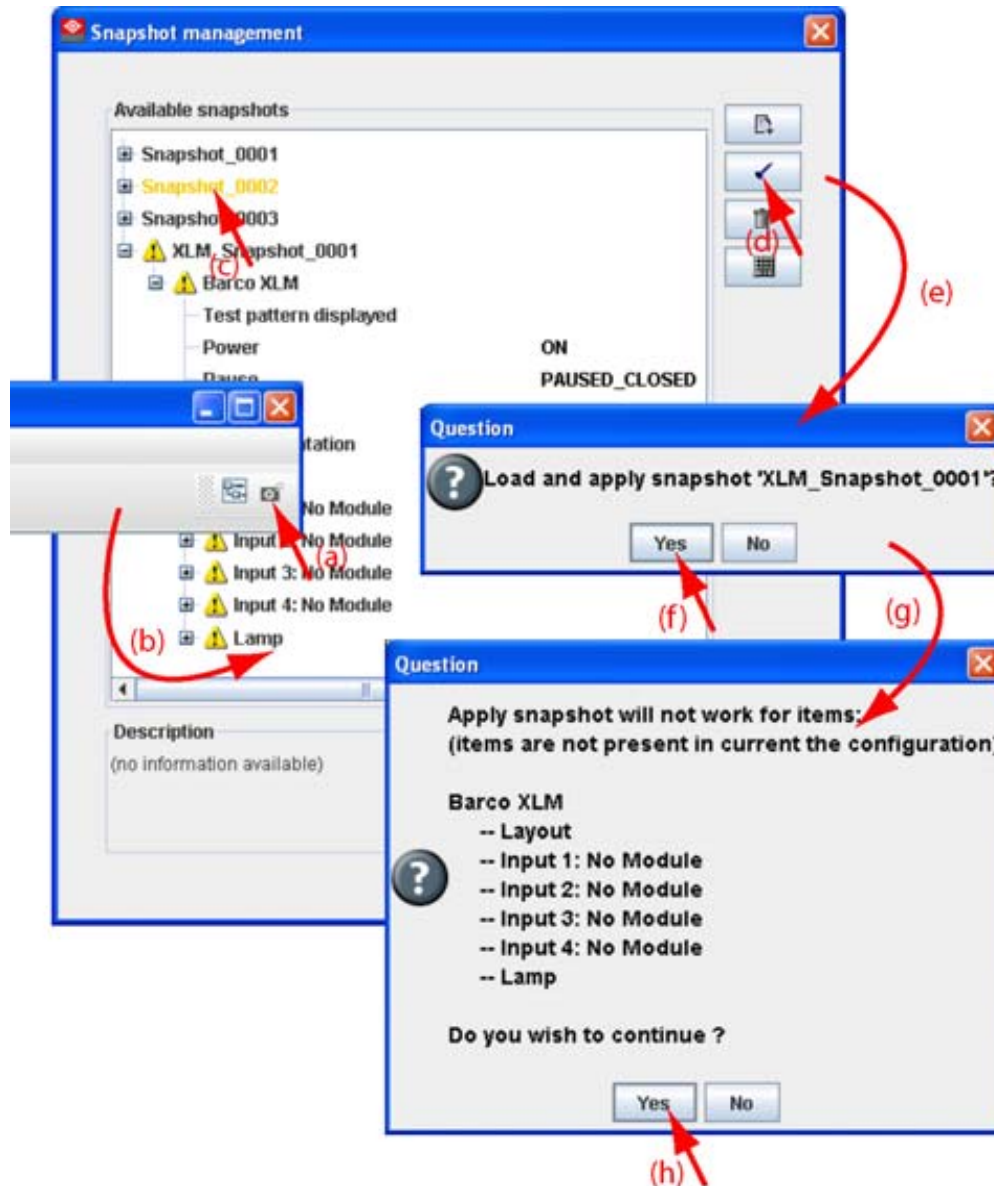 Snapshot management
Available snapshots
Snapshot_0001
Snapshot_0002
Snapshot_0003
(d)
(c)
XLM_Snapshot_0001
Barco XLM
(e)
Test pattern displayed
Power ON
Pause PAUSED_CLOSED
Question
Load and apply snapshot 'XLM_Snapshot_0001'?
Yes No
No Module
Input No Module
(a)
Input 3: No Module
Input 4: No Module
(f)
(g)
(b)
Lamp
Question
Apply snapshot will not work for items:
(items are not present in current the configuration)
Description
(no information available)
Barco XLM
-- Layout
-- Input 1: No Module
-- Input 2: No Module
-- Input 3: No Module
-- Input 4: No Module
-- Lamp
Do you wish to continue ?
Yes No
(h)